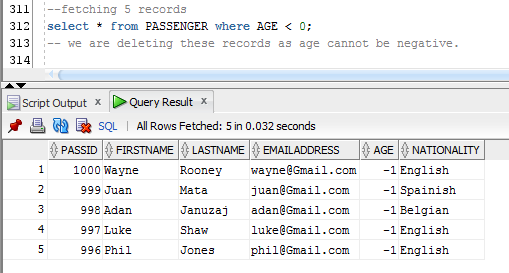 311 --fetching 5 records
312 select * from PASSENGER where AGE < 0;
313 -- we are deleting these records as age cannot be negative.
314
Script Output x Query Result x
SQL | All Rows Fetched: 5 in 0.032 seconds
PASSID FIRSTNAME LASTNAME EMAILADDRESS AGE NATIONALITY
1 1000 Wayne Rooney wayne@Gmail.com -1 English
2 999 Juan Mata juan@Gmail.com -1 Spainish
3 998 Adan Januzaj adan@Gmail.com -1 Belgian
4 997 Luke Shaw luke@Gmail.com -1 English
5 996 Phil Jones phil@Gmail.com -1 English